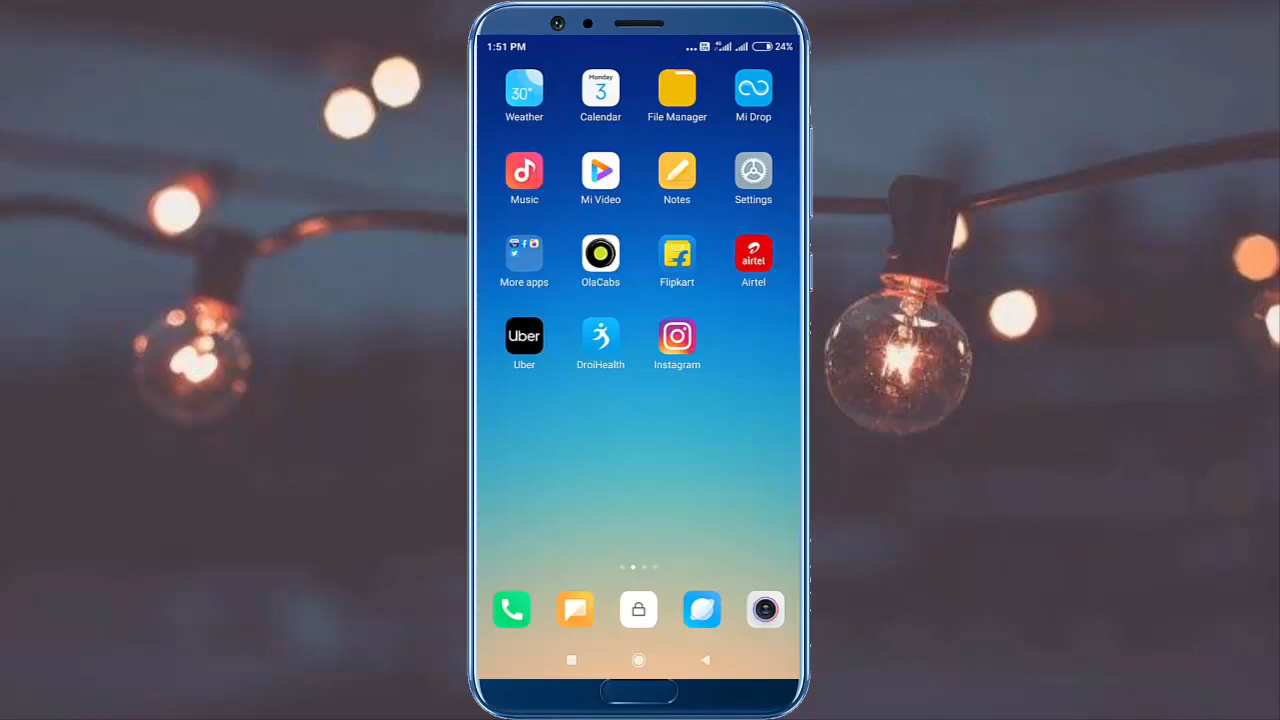 1:51 PM 4G 24%
30° Monday 3
Weather Calendar File Manager Mi Drop
Music Mi Video Notes Settings
airtel
More apps OlaCabs Flipkart Airtel
Uber
Uber DroiHealth Instagram